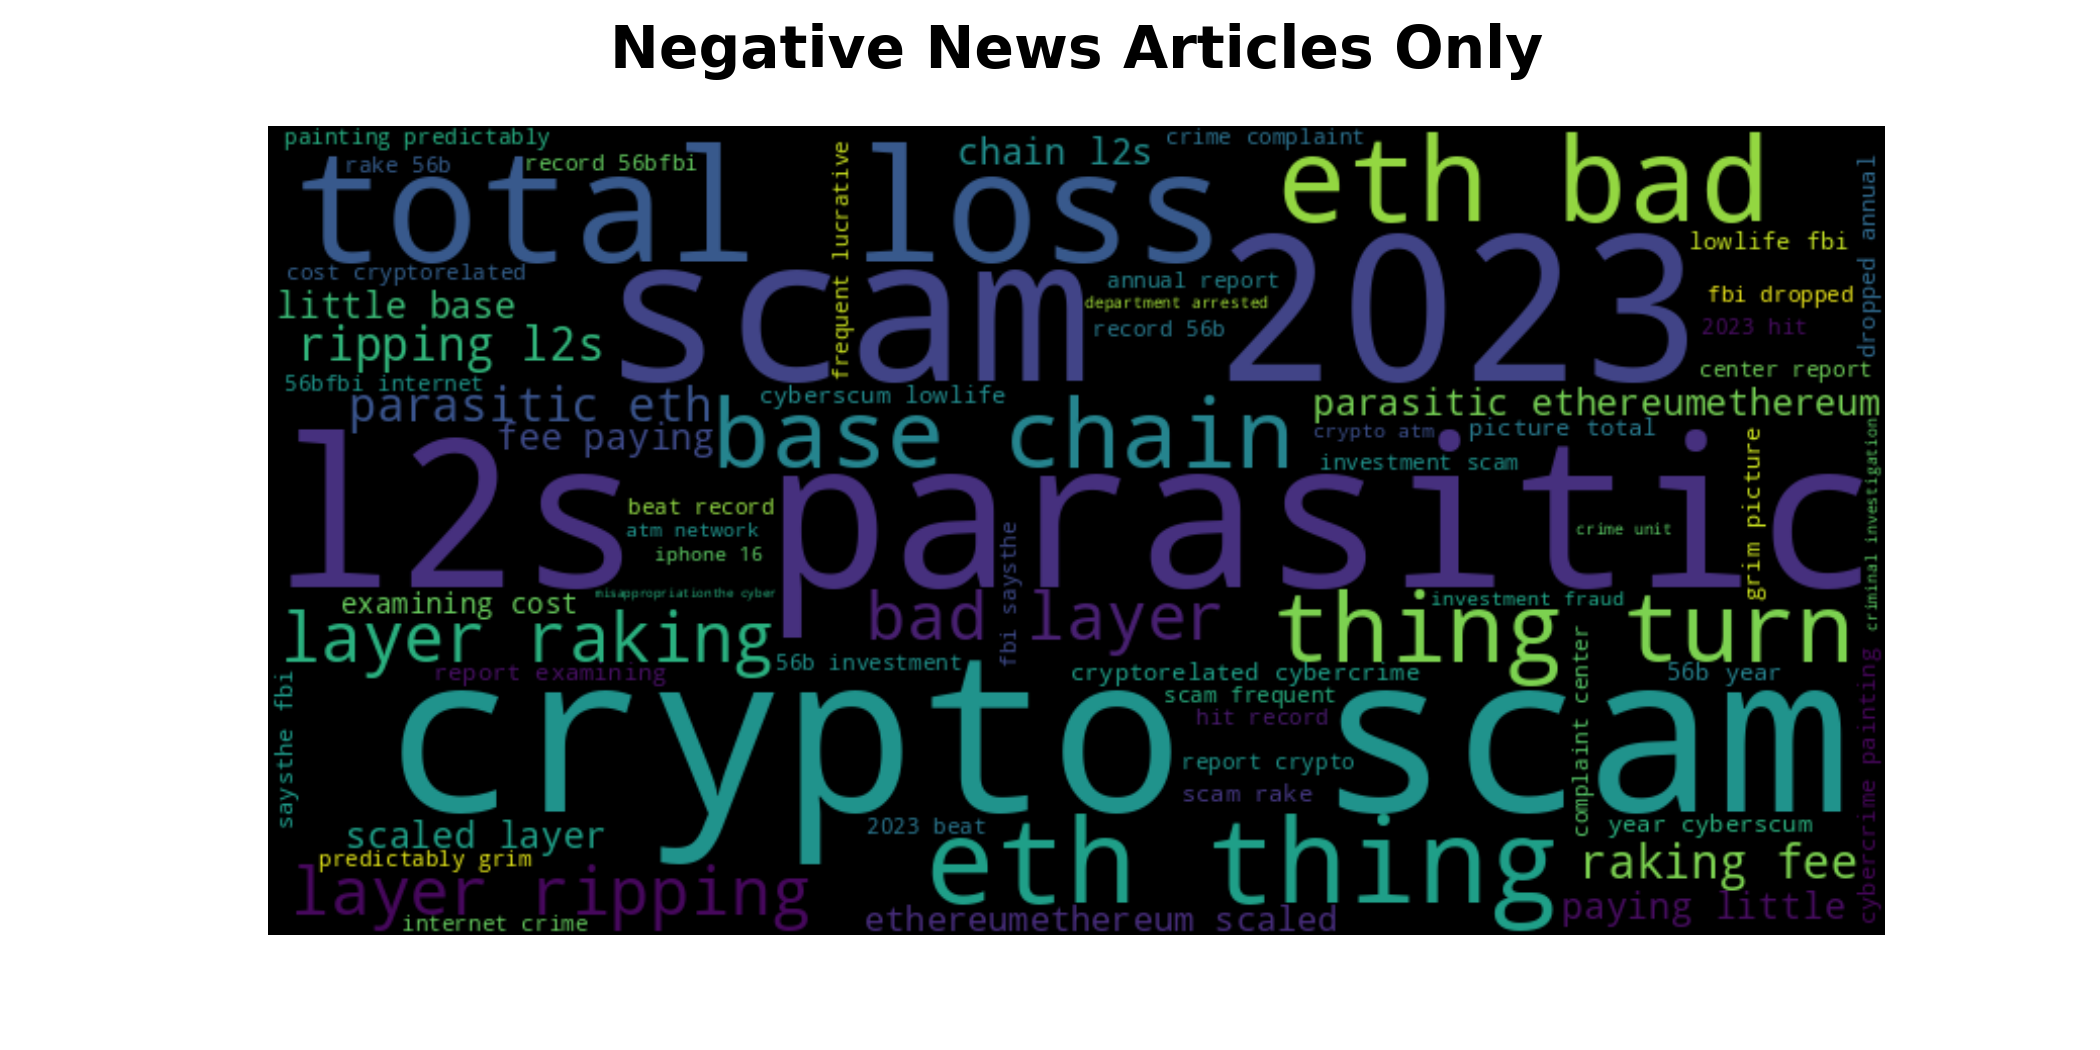 Negative News Articles Only
painting predictably
rake 56b
record 56bfbi
total loss
frequent lucrative
chain l2s
crime complaint
eth bad
dropped annual
lowlife fbi
cost cryptorelated
scam 2023
annual report
department arrested
record 56b
fbi dropped
2023 hit
little base
ripping l2s
center report
56bfbi internet
parasitic eth
fee paying
cyberscum lowlife
base chain
parasitic ethereumethereum
crypto atm
picture total
investment scam
l2s parasitic
beat record
atm network
iphone 16
crime unit
grim picture
criminal investigation
misappropriationthe cyber
fbi saysthe
examining cost
layer raking
bad layer
investment fraud
thing turn
report examining
56b investment
cryptorelated cybercrime
56b year
saysthe fbi
crypto scam
scam frequent
hit record
report crypto
scam rake
complaint center
cybercrime painting
scaled layer
2023 beat
eth thing
year cyberscum
predictably grim
raking fee
layer ripping
paying little
internet crime
ethereumethereum scaled